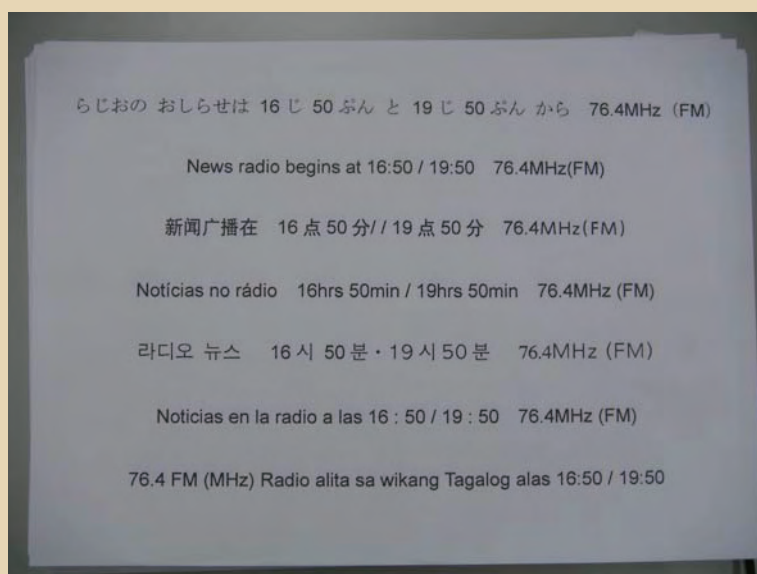 らじおの おしらせは 16 じ 50 ぷん と 19 じ 50 ぷん から 76.4MHz (FM)
News radio begins at 16:50 / 19:50 76.4MHz(FM)
新闻广播在 16 点 50 分/ / 19 点 50 分 76.4MHz(FM)
Notícias no rádio 16hrs 50min / 19hrs 50min 76.4MHz (FM)
라디오 뉴스 16 시 50 분・19 시 50 분 76.4MHz (FM)
Noticias en la radio a las 16 : 50 / 19 : 50 76.4MHz (FM)
76.4 FM (MHz) Radio alita sa wikang Tagalog alas 16:50 / 19:50